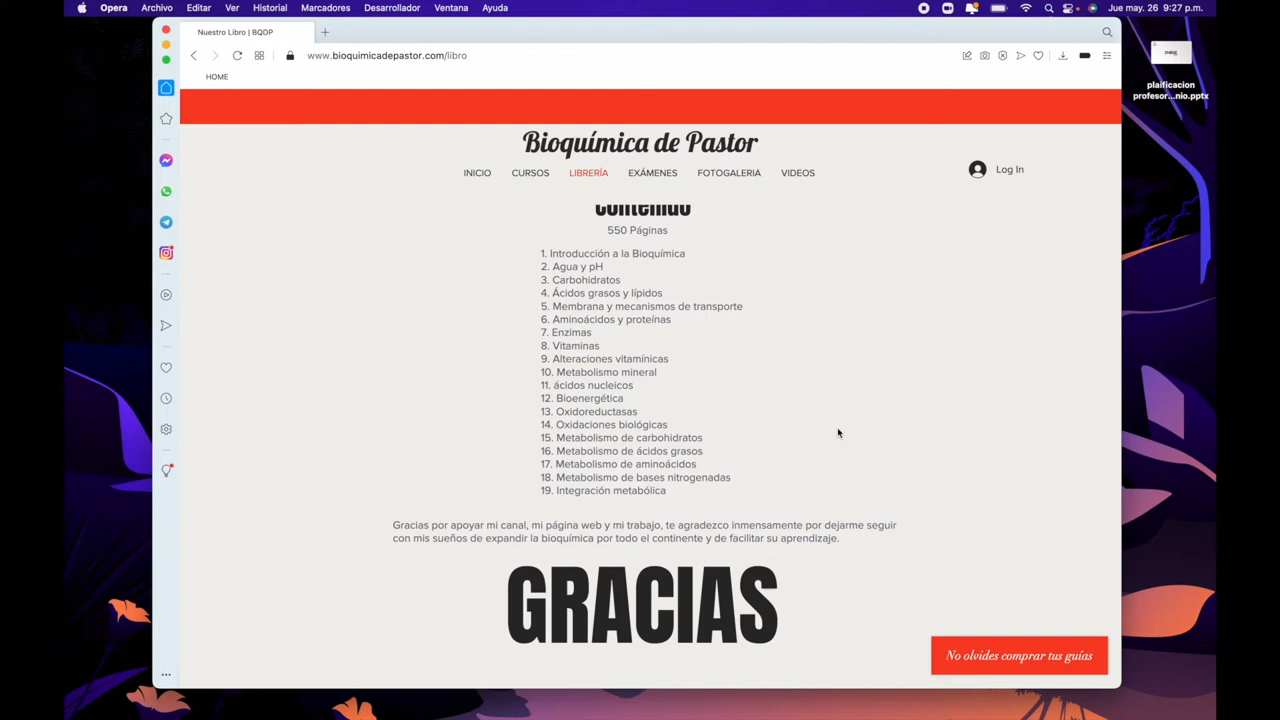 Opera Archivo Editar Ver Historial Marcadores Desarrollador Ventana Ayuda
Jue may. 26 9:27 p.m.
Nuestro Libro | BQDP
www.bioquimicadepastor.com/libro
HOME
plaificacion
profesor...nio.pptx
Bioquímica de Pastor
INICIO CURSOS LIBRERÍA EXÁMENES FOTOGALERIA VIDEOS
Log In
Contenido
550 Páginas
1. Introducción a la Bioquímica
2. Agua y pH
3. Carbohidratos
4. Ácidos grasos y lípidos
5. Membrana y mecanismos de transporte
6. Aminoácidos y proteínas
7. Enzimas
8. Vitaminas
9. Alteraciones vitamínicas
10. Metabolismo mineral
11. ácidos nucleicos
12. Bioenergética
13. Oxidoreductasas
14. Oxidaciones biológicas
15. Metabolismo de carbohidratos
16. Metabolismo de ácidos grasos
17. Metabolismo de aminoácidos
18. Metabolismo de bases nitrogenadas
19. Integración metabólica
Gracias por apoyar mi canal, mi página web y mi trabajo, te agradezco inmensamente por dejarme seguir
con mis sueños de expandir la bioquímica por todo el continente y de facilitar su aprendizaje.
GRACIAS
No olvides comprar tus guías